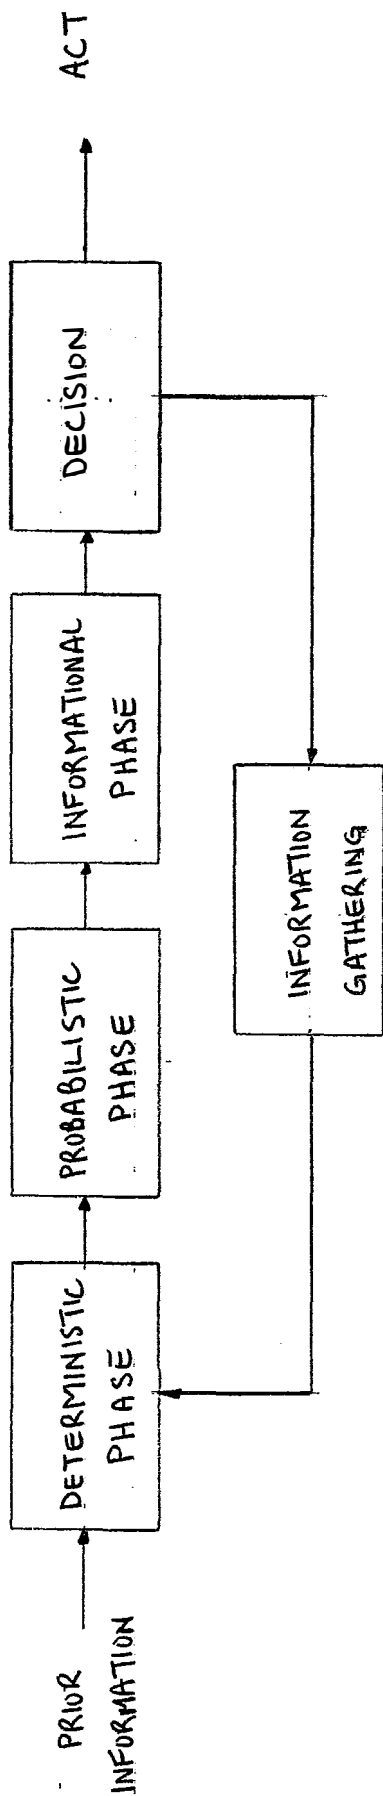 PRIOR
INFORMATION
DETERMINISTIC
PHASE
PROBABILISTIC
PHASE
INFORMATIONAL
PHASE
DECISION
ACT
INFORMATION
GATHERING